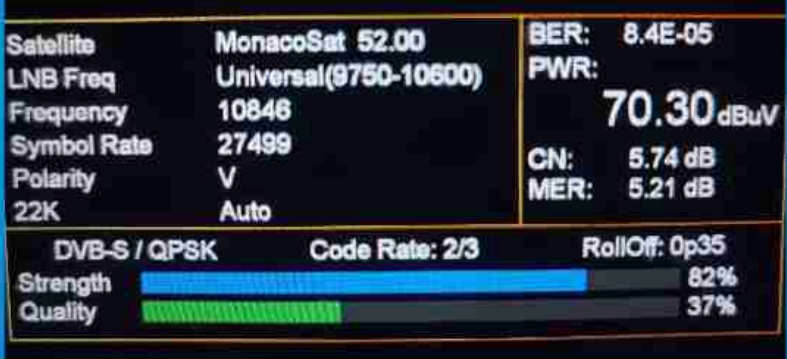 Satellite MonacoSat 52.00
LNB Freq Universal(9750-10600)
Frequency 10846
Symbol Rate 27499
Polarity V
22K Auto
BER: 8.4E-05
PWR:
70.30 dBuV
CN: 5.74 dB
MER: 5.21 dB
DVB-S / QPSK Code Rate: 2/3 RollOff: 0p35
Strength 82%
Quality 37%